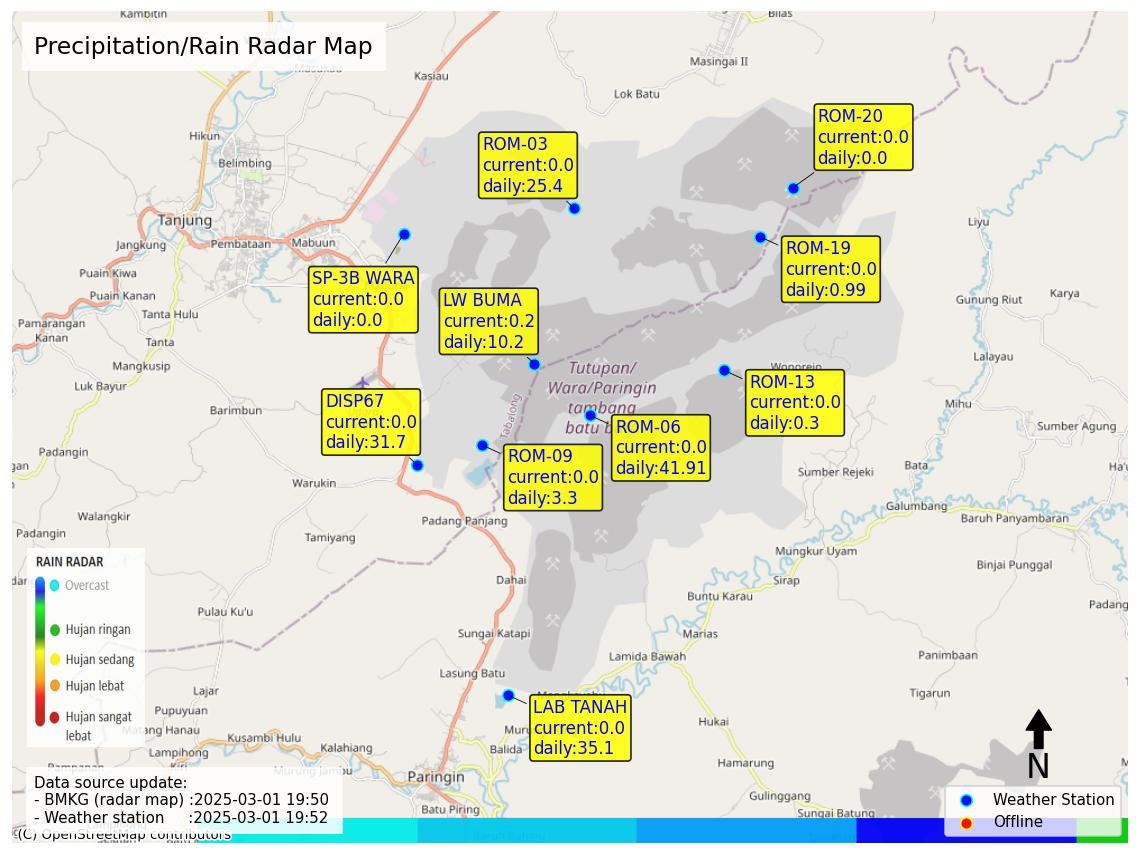 Kambitin
Bilas
Precipitation/Rain Radar Map
Masukau
Kasiau
Masingai II
Lok Batu
ROM-20
current:0.0
daily:0.0
Hikun
ROM-03
current:0.0
daily:25.4
Belimbing
Tanjung
Liyu
Jangkung
Pembataan
Mabuun
ROM-19
current:0.0
daily:0.99
Puain Kiwa
SP-3B WARA
current:0.0
daily:0.0
Puain Kanan
Gunung Riut
Karya
LW BUMA
current:0.2
daily:10.2
Tanta Hulu
Pamarangan
Kanan
Tanta
Lalayau
Mangkusip
Tutupan/
Wara/Paringin
tambang
batu b
Wonorejo
Luk Bayur
ROM-13
current:0.0
daily:0.3
DISP67
current:0.0
daily:31.7
Barimbun
Tabalong
Mihu
ROM-06
current:0.0
daily:41.91
Sumber Agung
Padangin
ROM-09
current:0.0
daily:3.3
Bata
Sumber Rejeki
Warukin
Galumbang
Walangkir
Padang Panjang
Baruh Panyambaran
Padangin
Tamiyang
Mungkur Uyam
RAIN RADAR
Overcast
Hujan ringan
Hujan sedang
Hujan lebat
Hujan sangat
lebat
Binjai Punggal
Dahai
Sirap
Buntu Karau
Padang
Pulau Ku'u
Sungai Katapi
Marias
Lamida Bawah
Panimbaan
Lasung Batu
Lajar
Tigarun
Pupuyuan
LAB TANAH
current:0.0
daily:35.1
Hukai
Matang Hanau
Kusambi Hulu
Kalahiang
Balida
Lampihong
Hamarung
N
Murung Jambu
Paringin
Data source update:
- BMKG (radar map) :2025-03-01 19:50
- Weather station :2025-03-01 19:52
Gulinggang
Weather Station
Offline
Batu Piring
Sungai Batung
(C) OpenStreetMap contributors